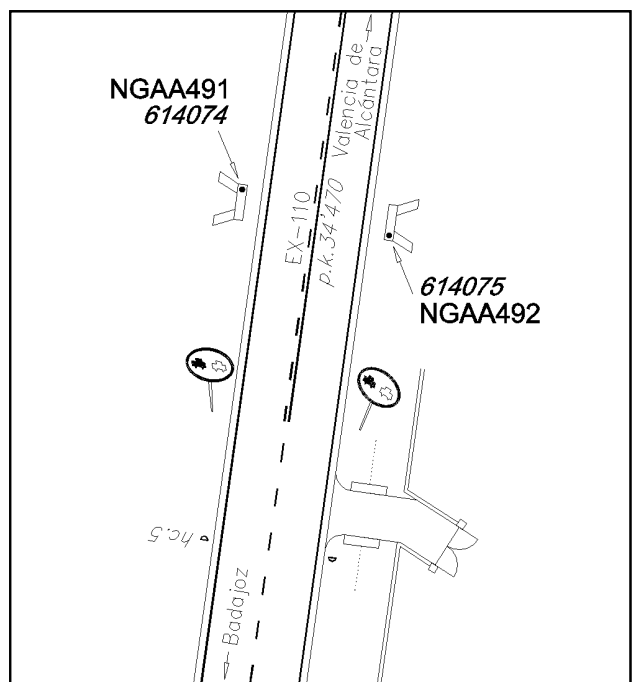 NGAA491
614074
Valencia de
Alcántara
EX-110
p.k.34'470
614075
NGAA492
hc.5
Badajoz